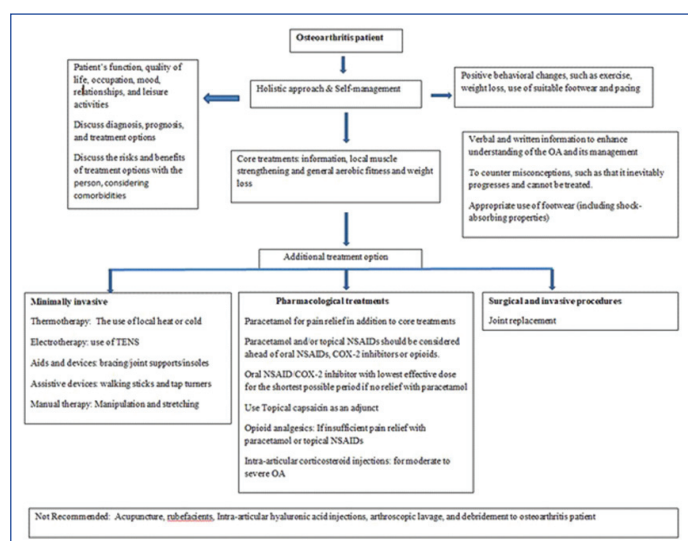 Osteoarthritis patient
Patient's function, quality of
life, occupation, mood,
relationships, and leisure
activities
Discuss diagnosis, prognosis,
and treatment options
Discuss the risks and benefits
of treatment options with the
person, considering
comorbidities
Holistic approach & Self-management
Positive behavioral changes, such as exercise,
weight loss, use of suitable footwear and pacing
Core treatments: information, local muscle
strengthening and general aerobic fitness and weight
loss
Verbal and written information to enhance
understanding of the OA and its management
To counter misconceptions, such as that it inevitably
progresses and cannot be treated.
Appropriate use of footwear (including shock-
absorbing properties)
Additional treatment option
Minimally invasive
Thermotherapy: The use of local heat or cold
Electrotherapy: use of TENS
Aids and devices: bracing/joint supports/insoles
Assistive devices: walking sticks and tap turners
Manual therapy: Manipulation and stretching
Pharmacological treatments
Paracetamol for pain relief in addition to core treatments
Paracetamol and/or topical NSAIDs should be considered
ahead of oral NSAIDs, COX-2 inhibitors or opioids.
Oral NSAID/COX-2 inhibitor with lowest effective dose
for the shortest possible period if no relief with paracetamol
Use Topical capsaicin as an adjunct
Opioid analgesics: If insufficient pain relief with
paracetamol or topical NSAIDs
Intra-articular corticosteroid injections: for moderate to
severe OA
Surgical and invasive procedures
Joint replacement
Not Recommended: Acupuncture, rubefacients, Intra-articular hyaluronic acid injections, arthroscopic lavage, and debridement to osteoarthritis patient